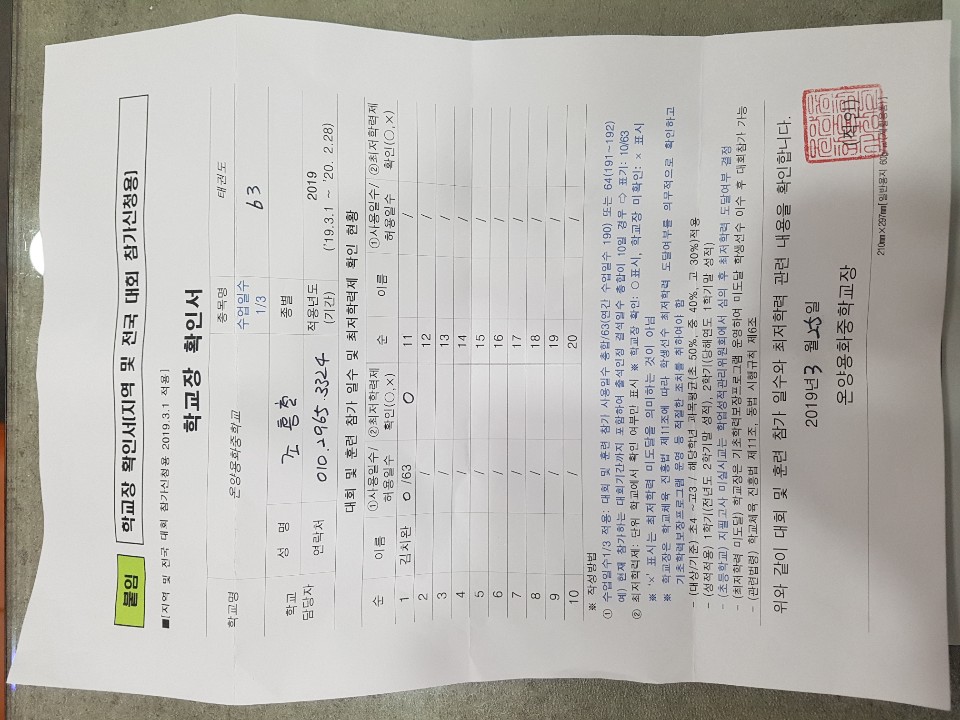 붙임 학교장 확인서(지역 및 전국 대회 참가신청용)
■[지역 및 전국 대회 참가신청용 2019.3.1 적용]
학교장 확인서
학교명 온양용화중학교 종목명 태권도
수업일수 1/3 63
학교 담당자 성 명 종별
연락처 010.2965.3324 적용년도 (기간) 2019 ('19.3.1 ~ '20. 2.28)
대회 및 훈련 참가 일수 및 최저학력제 확인 현황
순 이름 ①사용일수/허용일수 ②최저학력제 확인(○,×) 순 이름 ①사용일수/허용일수 ②최저학력제 확인(○,×)
1 김치완 0 /63 O 11 /
2 / 12 /
3 / 13 /
4 / 14 /
5 / 15 /
6 / 16 /
7 / 17 /
8 / 18 /
9 / 19 /
10 / 20 /
※ 작성방법
① 수업일수1/3 적용: 대회 및 훈련 참가 사용일수 총합/63(연간 수업일수 190) 또는 64(191~192)
예) 현재 참가하는 대회기간까지 포함하여 출석인정 결석일수 총합이 10일 경우 ⇨ 표기: 10/63
② 최저학력제: 단위 학교에서 확인 여부만 표시 ※ 학교장 확인: ○ 표시, 학교장 미확인: × 표시
※ '×' 표시는 최저학력 미도달을 의미하는 것이 아님
※ 학교장은 학교체육 진흥법 제11조에 따라 학생선수 최저학력 도달여부를 의무적으로 확인하고
기초학력보장프로그램 운영 등 적절한 조치를 취하여야 함
- (대상/기준) 초4 ~고3 / 해당학년 과목평균(초 50%, 중 40%, 고 30%)적용
- (성적적용) 1학기(전년도 2학기말 성적), 2학기(당해연도 1학기말 성적)
- (초등학교) 지필고사 미실시교는 학업성적관리위원회에서 심의 후 최저학력 도달여부 결정
- (최저학력 미도달) 학교장은 기초학력보장프로그램 운영하여 미도달 학생선수 이수 후 대회참가 가능
- (관련법령) 학교체육 진흥법 제11조, 동법 시행규칙 제6조
위와 같이 대회 및 훈련 참가 일수와 최저학력 관련 내용을 확인합니다.
2019년 3 월 25일
온양용화중학교장 (직인)
210mm×297mm[일반용지